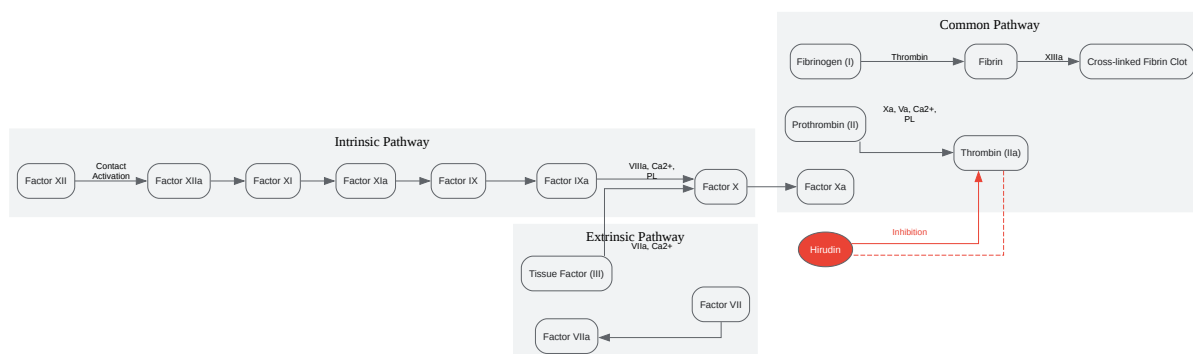 Common Pathway
Fibrinogen (I)
Thrombin
Fibrin
XIIIa
Cross-linked Fibrin Clot
Xa, Va, Ca2+,
PL
Prothrombin (II)
Thrombin (IIa)
Intrinsic Pathway
Factor XII
Contact
Activation
Factor XIIa
Factor XI
Factor XIa
Factor IX
Factor IXa
VIIIa, Ca2+,
PL
Factor X
Factor Xa
Extrinsic Pathway
VIIa, Ca2+
Tissue Factor (III)
Factor VII
Factor VIIa
Hirudin
Inhibition